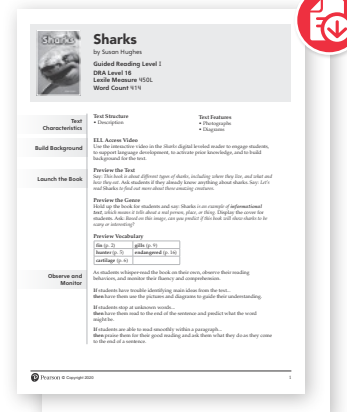 Sharks
Sharks
by Susan Hughes
Guided Reading Level I
DRA Level 16
Lexile Measure 450L
Word Count 414
Text
Characteristics
Text Structure
• Description
Text Features
• Photographs
• Diagrams
Build Background
ELL Access Video
Use the interactive video in the Sharks digital leveled reader to engage students,
to support language development, to activate prior knowledge, and to build
background for the text.
Launch the Book
Preview the Text
Say: This book is about different types of sharks, including where they live, and what and
how they eat. Ask students if they already know anything about sharks. Say: Let's
read Sharks to find out more about these amazing creatures.
Preview the Genre
Hold up the book for students and say: Sharks is an example of informational
text, which means it tells about a real person, place, or thing. Display the cover for
students. Ask: Based on this image, can you predict if this book will show sharks to be
scary or interesting?
Preview Vocabulary
fin (p. 2) gills (p. 9)
hunter (p. 5) endangered (p. 16)
cartilage (p. 6)
Observe and
Monitor
As students whisper-read the book on their own, observe their reading
behaviors, and monitor their fluency and comprehension.
If students have trouble identifying main ideas from the text...
then have them use the pictures and diagrams to guide their understanding.
If students stop at unknown words...
then have them read to the end of the sentence and predict what the word
might be.
If students are able to read smoothly within a paragraph...
then praise them for their good reading and ask them what they do as they come
to the end of a sentence.
Pearson © Copyright 2020
1